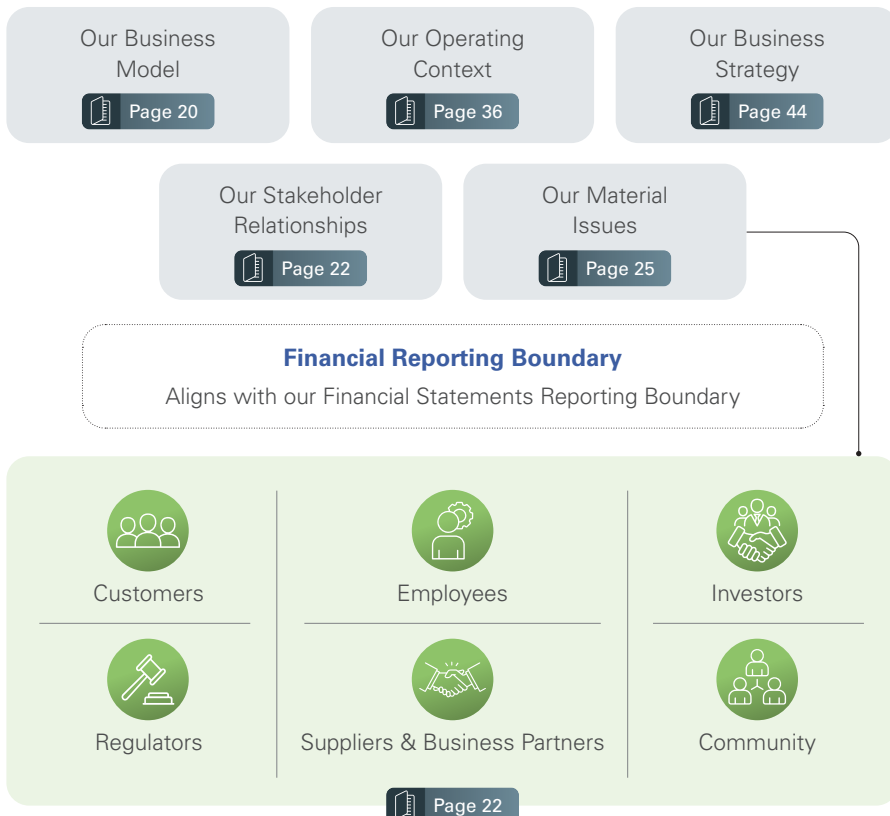 Our Business
Model
Page 20
Our Operating
Context
Page 36
Our Business
Strategy
Page 44
Our Stakeholder
Relationships
Page 22
Our Material
Issues
Page 25
Financial Reporting Boundary
Aligns with our Financial Statements Reporting Boundary
Customers
Employees
Investors
Regulators
Suppliers & Business Partners
Community
Page 22